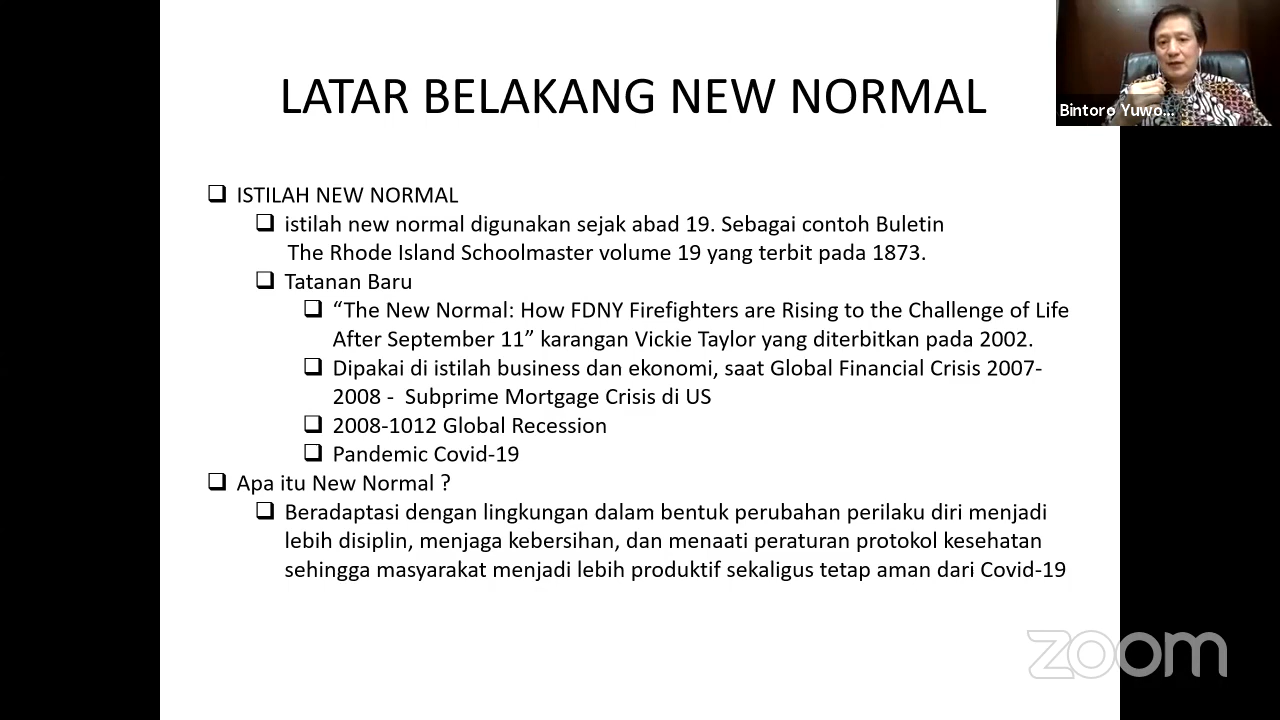 LATAR BELAKANG NEW NORMAL
Bintoro Yuwo...
ISTILAH NEW NORMAL
istilah new normal digunakan sejak abad 19. Sebagai contoh Buletin
The Rhode Island Schoolmaster volume 19 yang terbit pada 1873.
Tatanan Baru
“The New Normal: How FDNY Firefighters are Rising to the Challenge of Life
After September 11” karangan Vickie Taylor yang diterbitkan pada 2002.
Dipakai di istilah business dan ekonomi, saat Global Financial Crisis 2007-
2008 - Subprime Mortgage Crisis di US
2008-1012 Global Recession
Pandemic Covid-19
Apa itu New Normal ?
Beradaptasi dengan lingkungan dalam bentuk perubahan perilaku diri menjadi
lebih disiplin, menjaga kebersihan, dan menaati peraturan protokol kesehatan
sehingga masyarakat menjadi lebih produktif sekaligus tetap aman dari Covid-19
zoom